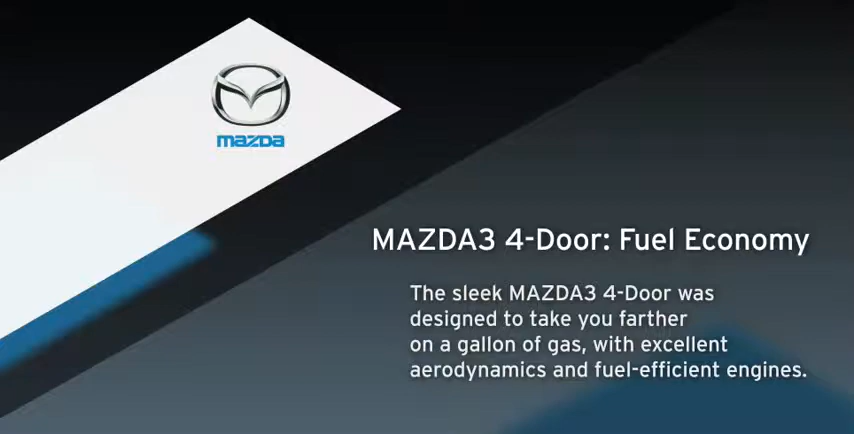 mazda
MAZDA3 4-Door: Fuel Economy
The sleek MAZDA3 4-Door was
designed to take you farther
on a gallon of gas, with excellent
aerodynamics and fuel-efficient engines.